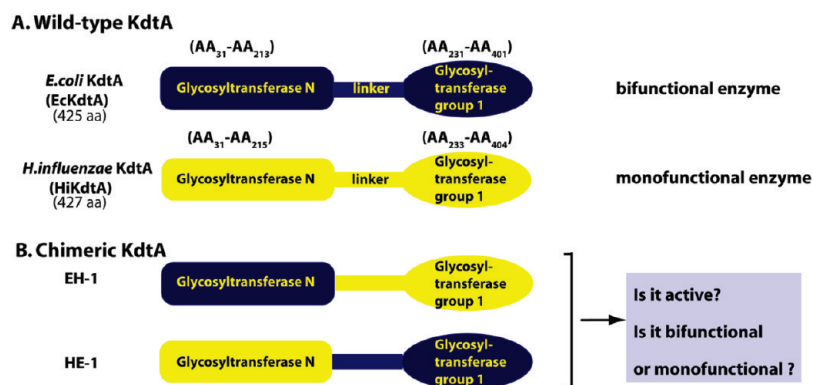 A. Wild-type KdtA
(AA31-AA213) (AA231-AA401)
E.coli KdtA
(EcKdtA)
(425 aa)
Glycosyltransferase N linker Glycosyl-
transferase
group 1
bifunctional enzyme
(AA31-AA215) (AA233-AA404)
H.influenzae KdtA
(HiKdtA)
(427 aa)
Glycosyltransferase N linker Glycosyl-
transferase
group 1
monofunctional enzyme
B. Chimeric KdtA
EH-1
Glycosyltransferase N Glycosyl-
transferase
group 1
HE-1
Glycosyltransferase N Glycosyl-
transferase
group 1
Is it active?
Is it bifunctional
or monofunctional ?